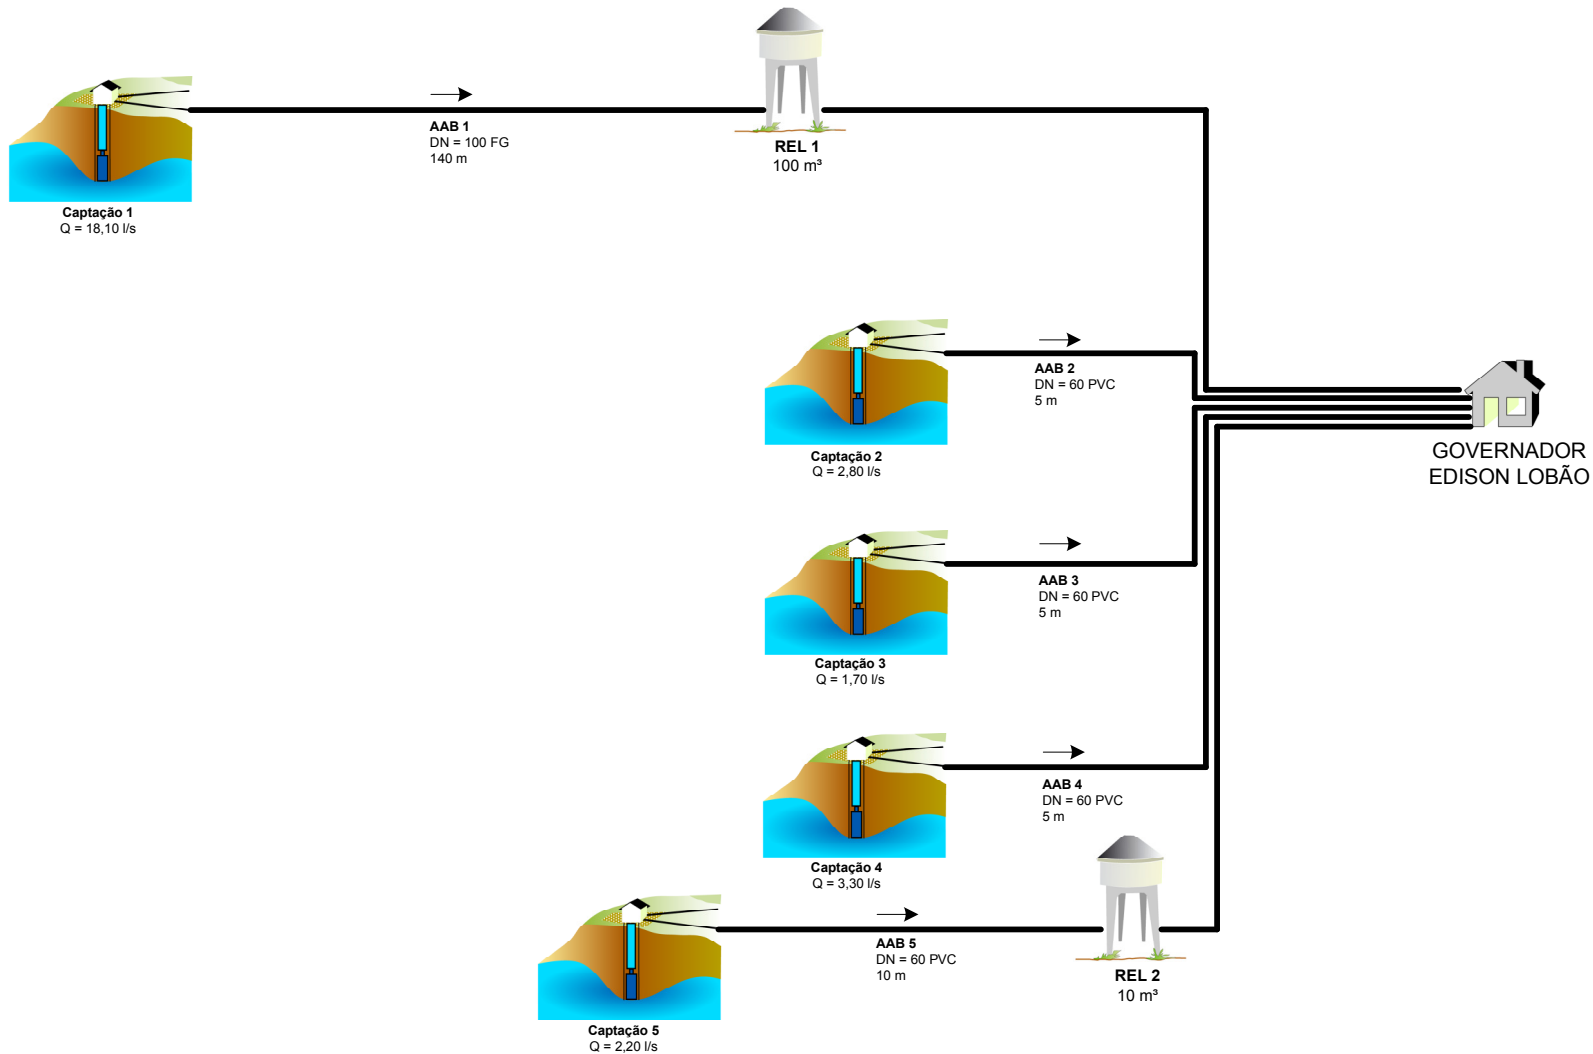 AAB 1
DN = 100 FG
140 m
REL 1
100 m³
Captação 1
Q = 18,10 l/s
AAB 2
DN = 60 PVC
5 m
Captação 2
Q = 2,80 l/s
GOVERNADOR
EDISON LOBÃO
AAB 3
DN = 60 PVC
5 m
Captação 3
Q = 1,70 l/s
AAB 4
DN = 60 PVC
5 m
Captação 4
Q = 3,30 l/s
AAB 5
DN = 60 PVC
10 m
REL 2
10 m³
Captação 5
Q = 2,20 l/s